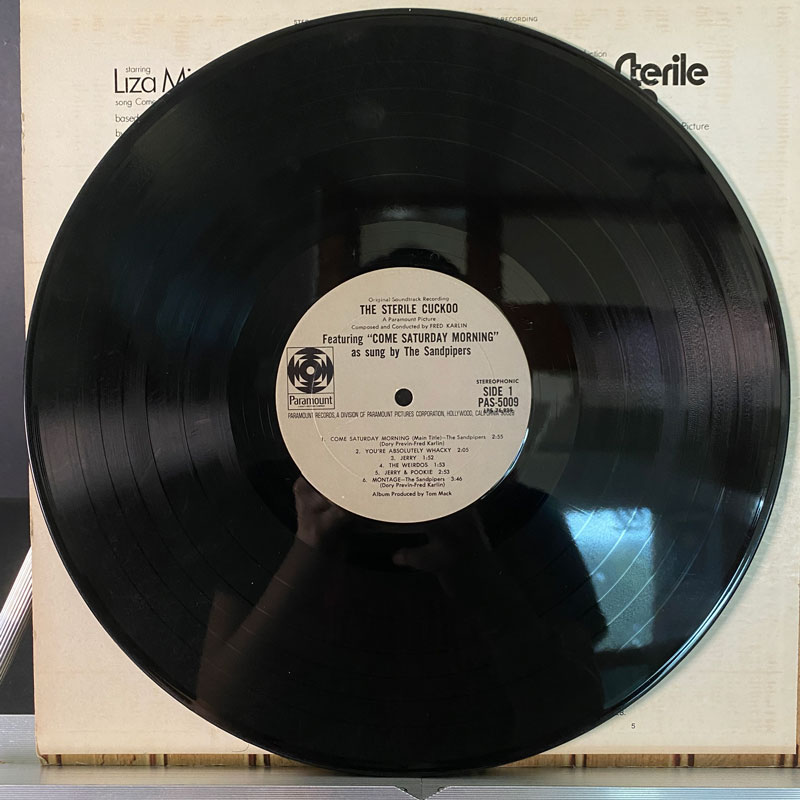 RECORDING
starring
Liza Mi
Sterile
song Come
based
by
Picture
Original Soundtrack Recording
THE STERILE CUCKOO
A Paramount Picture
Composed and Conducted by FRED KARLIN
Featuring "COME SATURDAY MORNING"
as sung by The Sandpipers
Paramount
STEREOPHONIC
SIDE 1
PAS-5009
PARAMOUNT RECORDS, A DIVISION OF PARAMOUNT PICTURES CORPORATION, HOLLYWOOD, CALIFORNIA 90028
1. COME SATURDAY MORNING (Main Title)—The Sandpipers 2:55
(Dory Previn-Fred Karlin)
2. YOU'RE ABSOLUTELY WHACKY 2:05
3. JERRY 1:52
4. THE WEIRDOS 1:53
5. JERRY & POOKIE 2:53
6. MONTAGE—The Sandpipers 3:46
(Dory Previn-Fred Karlin)
Album Produced by Tom Mack
5